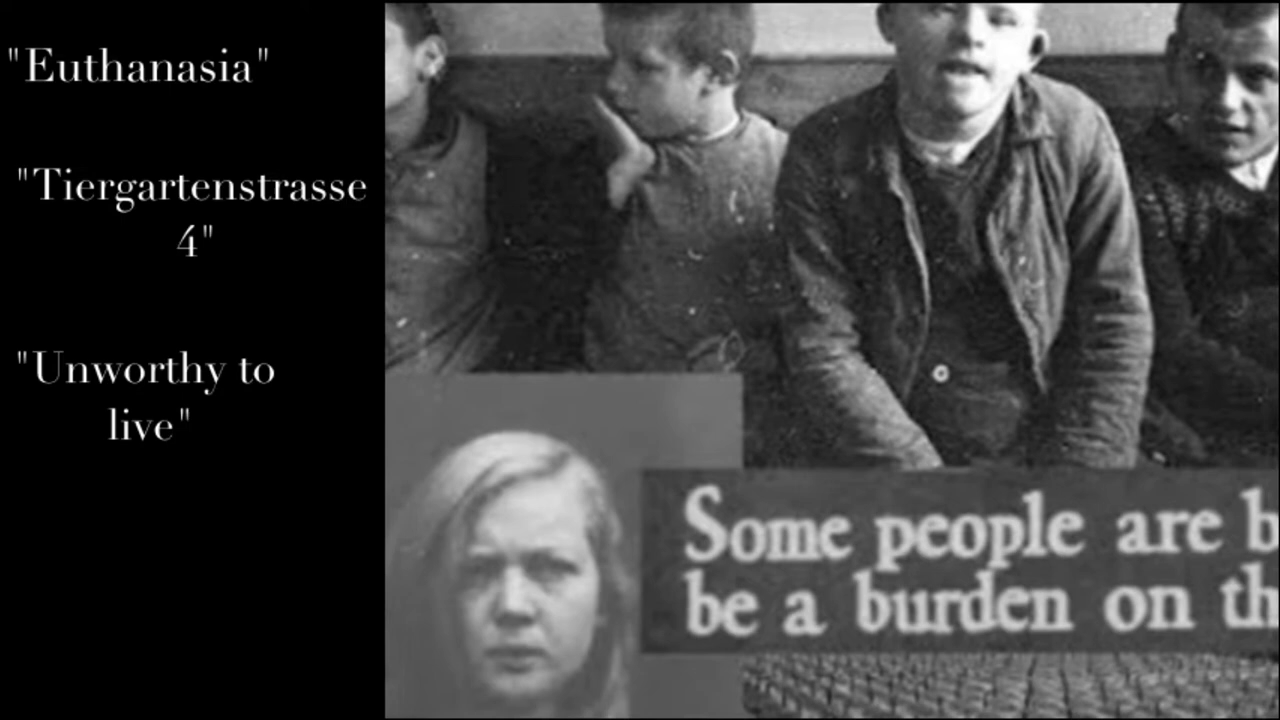 "Euthanasia"
"Tiergartenstrasse
4"
"Unworthy to
live"
Some people are b
be a burden on th